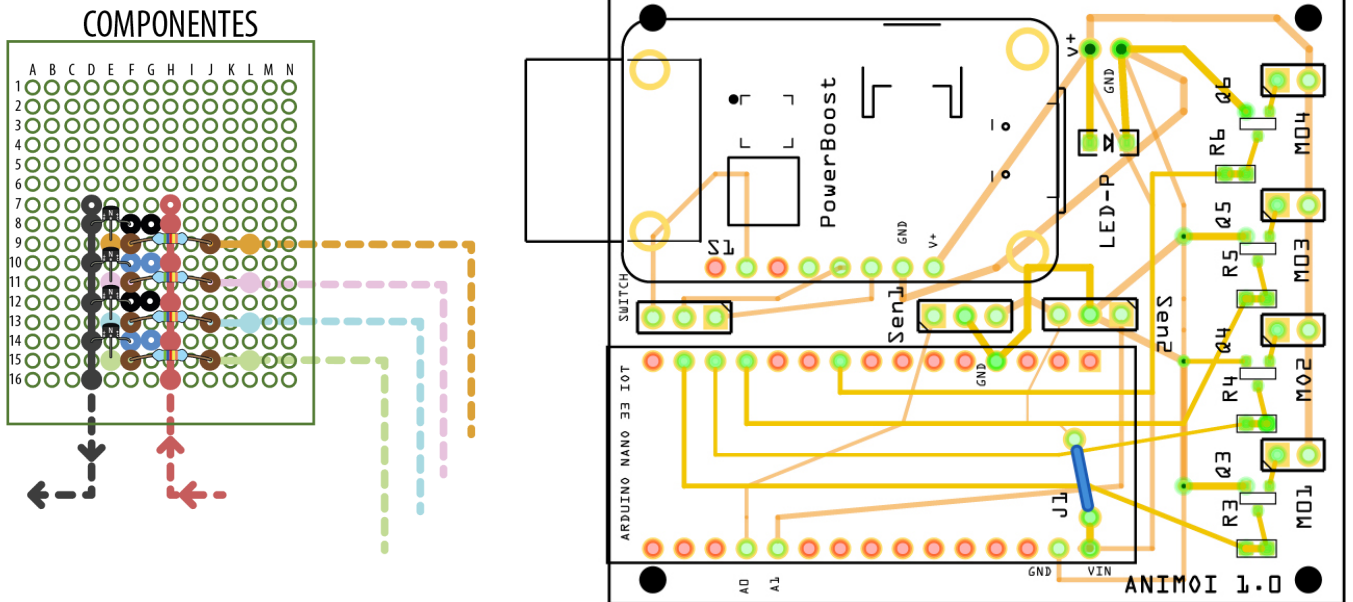 COMPONENTES
A B C D E F G H I J K L M N
1
2
3
4
5
6
7
8
9
10
11
12
13
14
15
16
V+
GND
PowerBoost
LED-P
S1
GND
V+
SWITCH
Sen1
Sen2
Q6
R6
MO4
Q5
R5
MO3
Q4
R4
MO2
Q3
R3
MO1
ARDUINO NANO 33 IOT
GND
J1
A0
A1
GND
VIN
ANIMOI 1.0